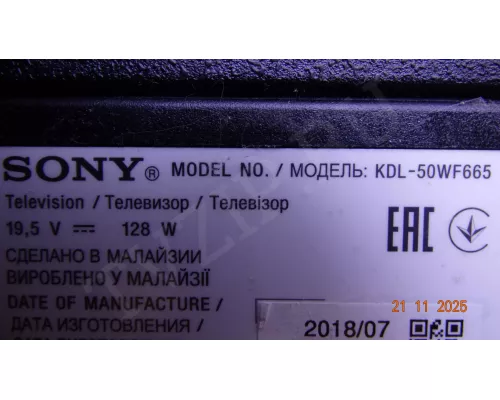 SONY® MODEL NO. / МОДЕЛЬ: KDL-50WF665
Television / Телевизор / Телевізор
19,5 V ⎓ 128 W
СДЕЛАНО В МАЛАЙЗИИ
ВИРОБЛЕНО У МАЛАЙЗІЇ
DATE OF MANUFACTURE /
ДАТА ИЗГОТОВЛЕНИЯ /
2018/07
EAC
21 11 2025